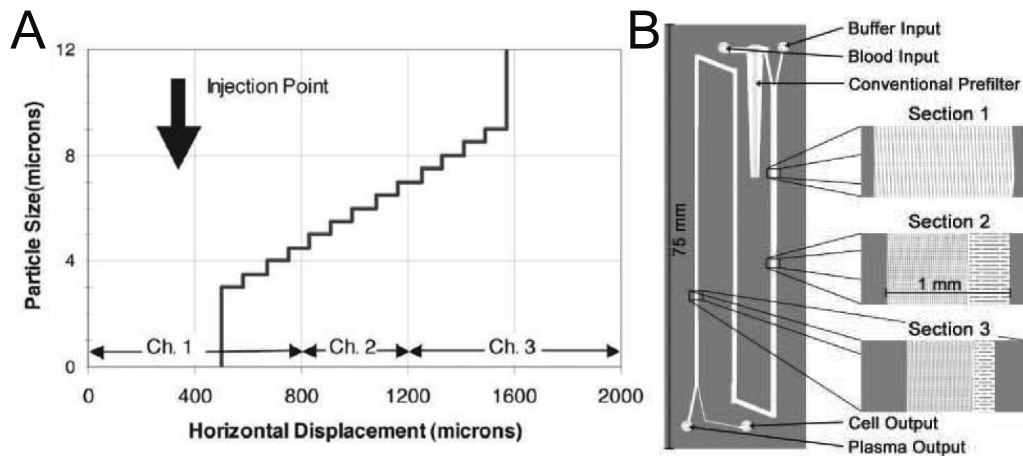 A
12
8
4
0
Particle Size(microns)
Injection Point
Ch. 1
Ch. 2
Ch. 3
0
400
800
1200
1600
2000
Horizontal Displacement (microns)
B
Buffer Input
Blood Input
Conventional Prefilter
Section 1
75 mm
Section 2
1 mm
Section 3
Cell Output
Plasma Output